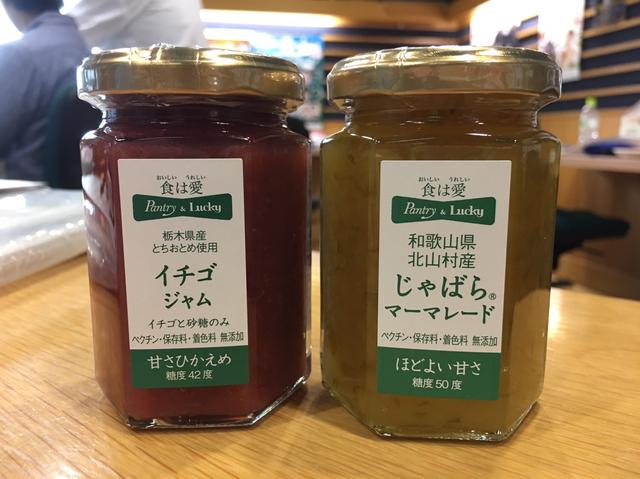 おいしい うれしい
食は愛
Pantry & Lucky
栃木県産
とちおとめ使用
イチゴ
ジャム
イチゴと砂糖のみ
ペクチン・保存料・着色料 無添加
甘さひかえめ
糖度42度
おいしい うれしい
食は愛
Pantry & Lucky
和歌山県
北山村産
じゃばら®
マーマレード
ペクチン・保存料・着色料 無添加
ほどよい甘さ
糖度50度